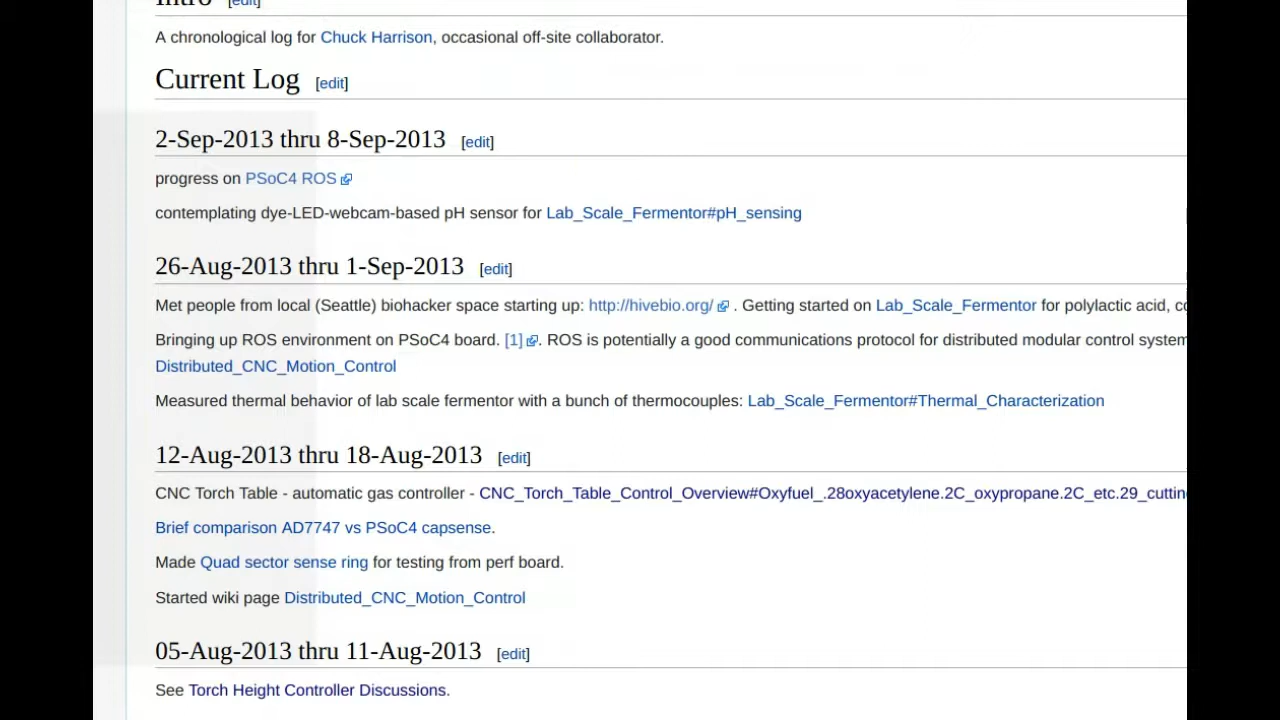 Intro [edit]
A chronological log for Chuck Harrison, occasional off-site collaborator.
Current Log [edit]
2-Sep-2013 thru 8-Sep-2013 [edit]
progress on PSoC4 ROS
contemplating dye-LED-webcam-based pH sensor for Lab_Scale_Fermentor#pH_sensing
26-Aug-2013 thru 1-Sep-2013 [edit]
Met people from local (Seattle) biohacker space starting up: http://hivebio.org/ . Getting started on Lab_Scale_Fermentor for polylactic acid,
Bringing up ROS environment on PSoC4 board. [1]. ROS is potentially a good communications protocol for distributed modular control system
Distributed_CNC_Motion_Control
Measured thermal behavior of lab scale fermentor with a bunch of thermocouples: Lab_Scale_Fermentor#Thermal_Characterization
12-Aug-2013 thru 18-Aug-2013 [edit]
CNC Torch Table - automatic gas controller - CNC_Torch_Table_Control_Overview#Oxyfuel_.28oxyacetylene.2C_oxypropane.2C_etc.29_cuttin
Brief comparison AD7747 vs PSoC4 capsense.
Made Quad sector sense ring for testing from perf board.
Started wiki page Distributed_CNC_Motion_Control
05-Aug-2013 thru 11-Aug-2013 [edit]
See Torch Height Controller Discussions.